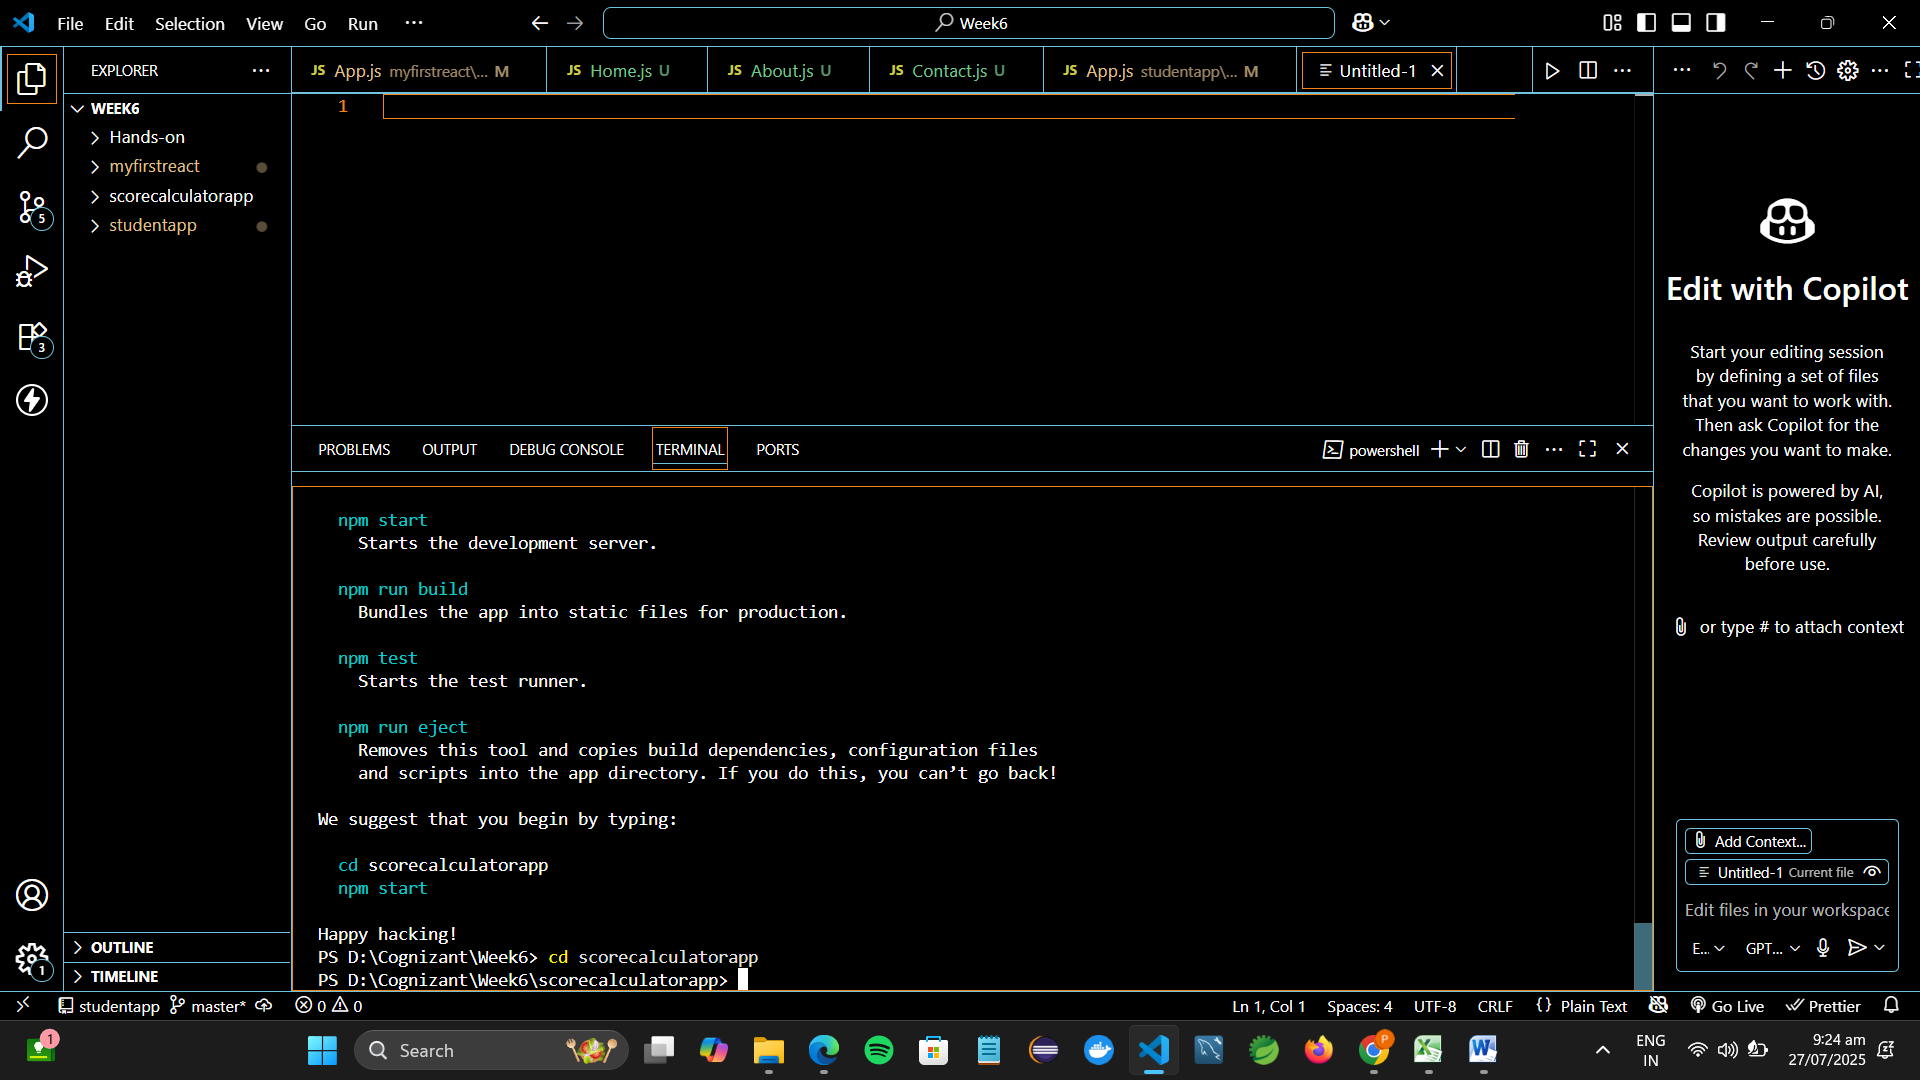 File Edit Selection View Go Run ···
Week6
EXPLORER
JS App.js myfirstreact\... M
JS Home.js U
JS About.js U
JS Contact.js U
JS App.js studentapp\... M
Untitled-1
WEEK6
Hands-on
myfirstreact
scorecalculatorapp
studentapp
5
3
1
1
Edit with Copilot
Start your editing session
by defining a set of files
that you want to work with.
Then ask Copilot for the
changes you want to make.
Copilot is powered by AI,
so mistakes are possible.
Review output carefully
before use.
or type # to attach context
Add Context...
Untitled-1 Current file
Edit files in your workspace
E... GPT...
PROBLEMS OUTPUT DEBUG CONSOLE TERMINAL PORTS
powershell
npm start
Starts the development server.
npm run build
Bundles the app into static files for production.
npm test
Starts the test runner.
npm run eject
Removes this tool and copies build dependencies, configuration files
and scripts into the app directory. If you do this, you can’t go back!
We suggest that you begin by typing:
cd scorecalculatorapp
npm start
Happy hacking!
PS D:\Cognizant\Week6> cd scorecalculatorapp
PS D:\Cognizant\Week6\scorecalculatorapp>
OUTLINE
TIMELINE
studentapp master* 0 0
Ln 1, Col 1 Spaces: 4 UTF-8 CRLF {} Plain Text Go Live Prettier
1
Search
P
ENG
IN
9:24 am
27/07/2025